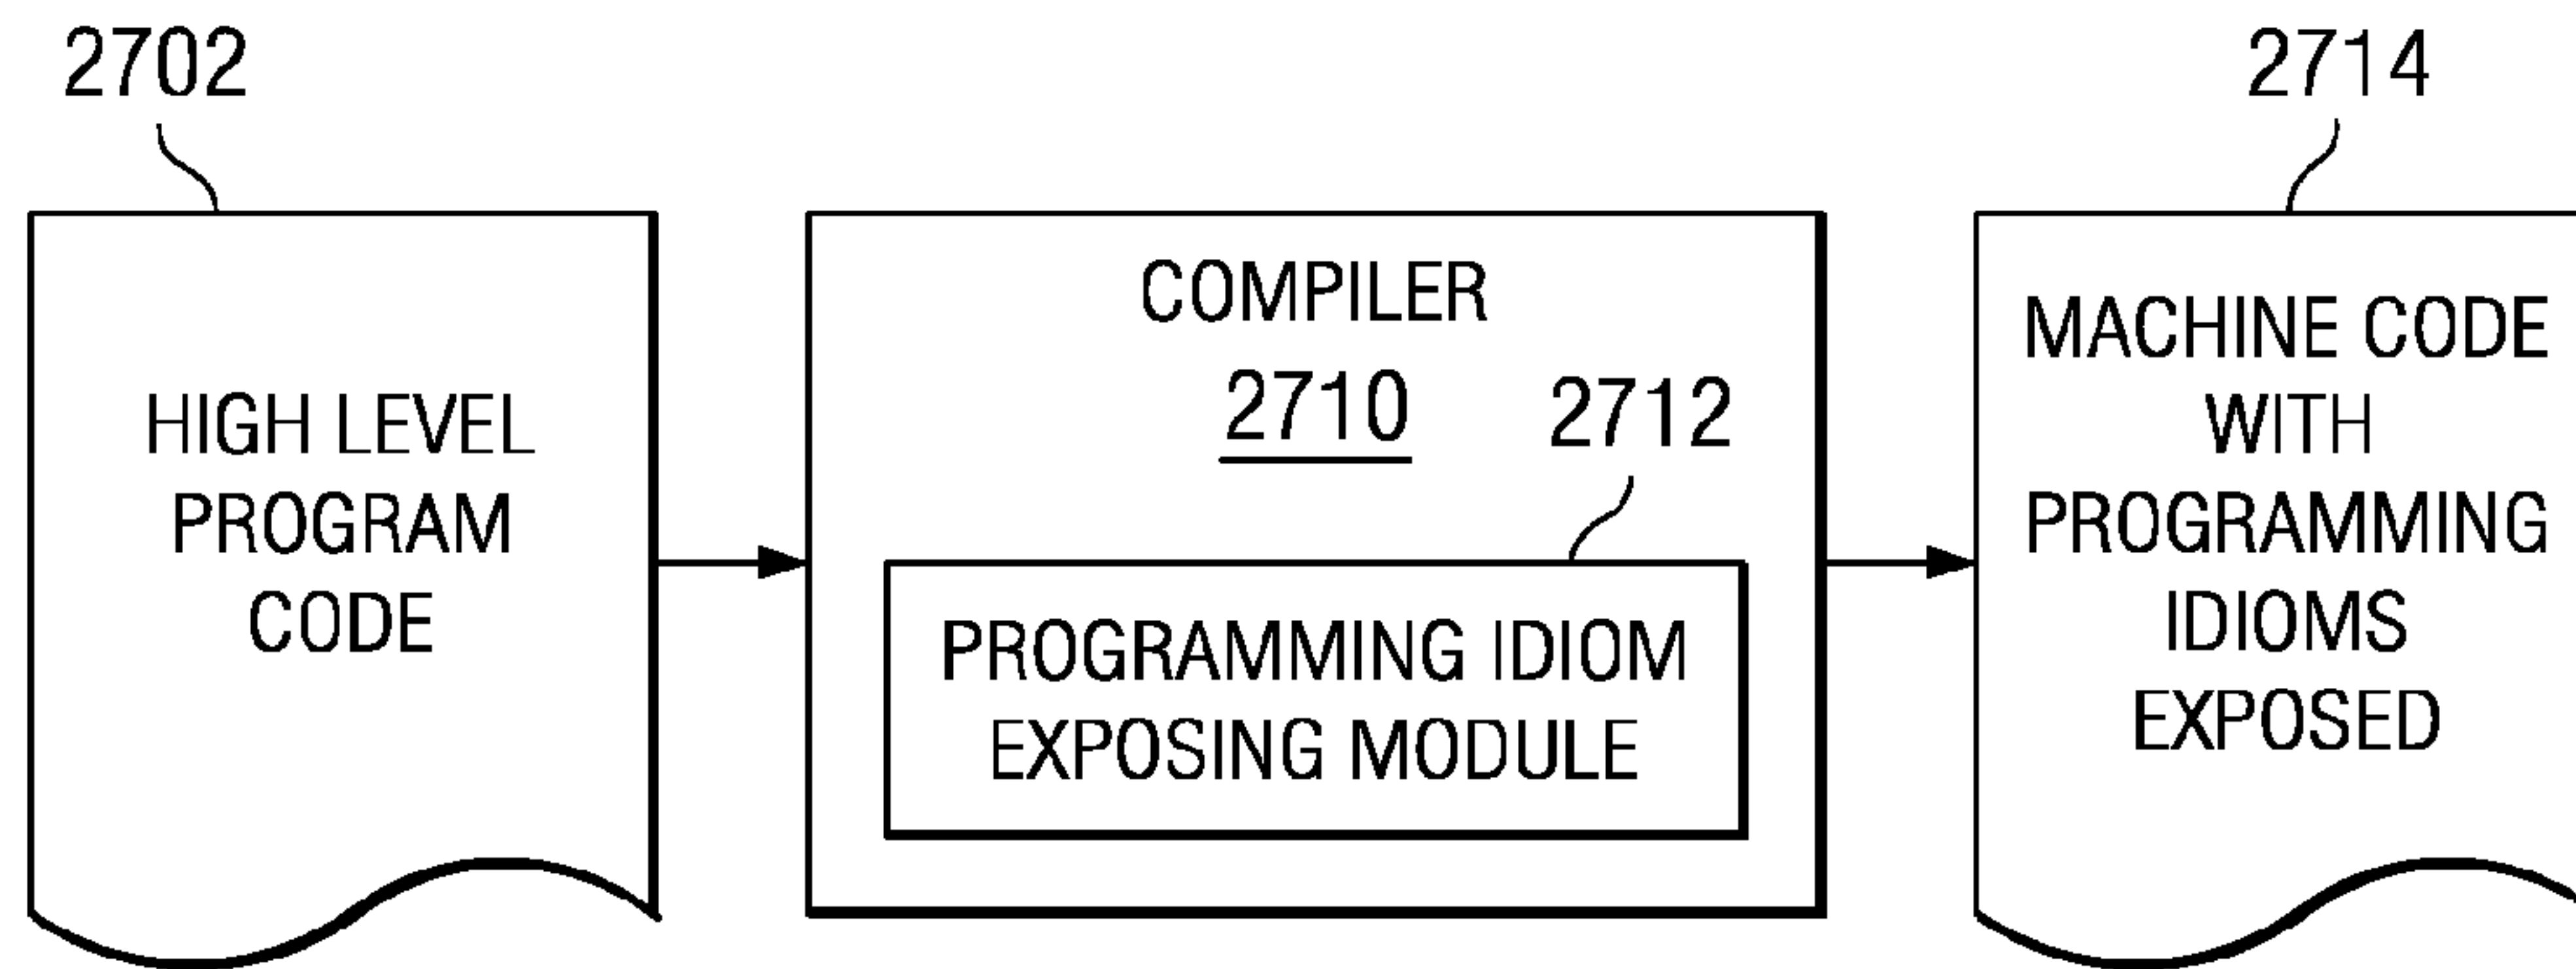 2702
2714
HIGH LEVEL
PROGRAM
CODE
COMPILER
2710
2712
PROGRAMMING IDIOM
EXPOSING MODULE
MACHINE CODE
WITH
PROGRAMMING
IDIOMS
EXPOSED